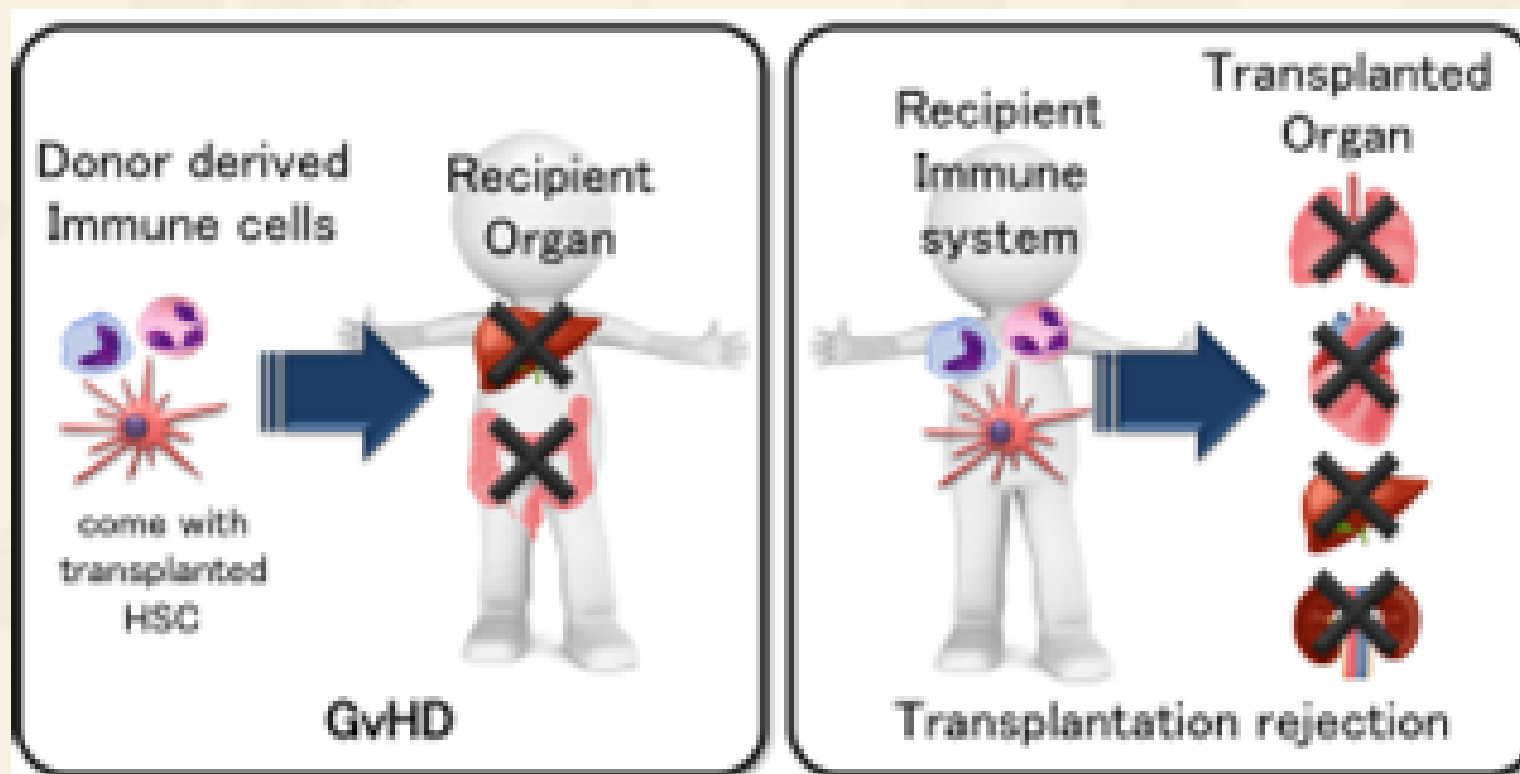 Donor derived
Immune cells
come with
transplanted
HSC
Recipient
Organ
GvHD
Recipient
Immune
system
Transplanted
Organ
Transplantation rejection